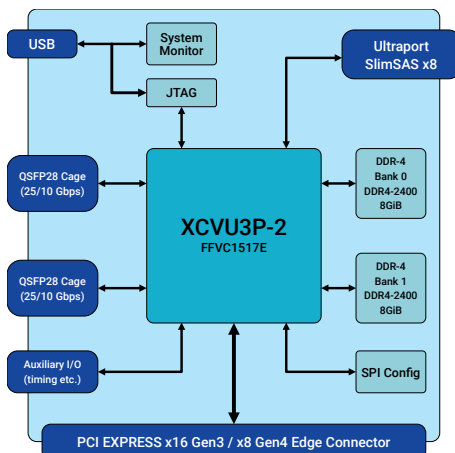 USB
System
Monitor
JTAG
Ultraport
SlimSAS x8
QSFP28 Cage
(25/10 Gbps)
XCVU3P-2
FFVC1517E
DDR-4
Bank 0
DDR4-2400
8GiB
QSFP28 Cage
(25/10 Gbps)
DDR-4
Bank 1
DDR4-2400
8GiB
Auxiliary I/O
(timing etc.)
SPI Config
PCI EXPRESS x16 Gen3 / x8 Gen4 Edge Connector